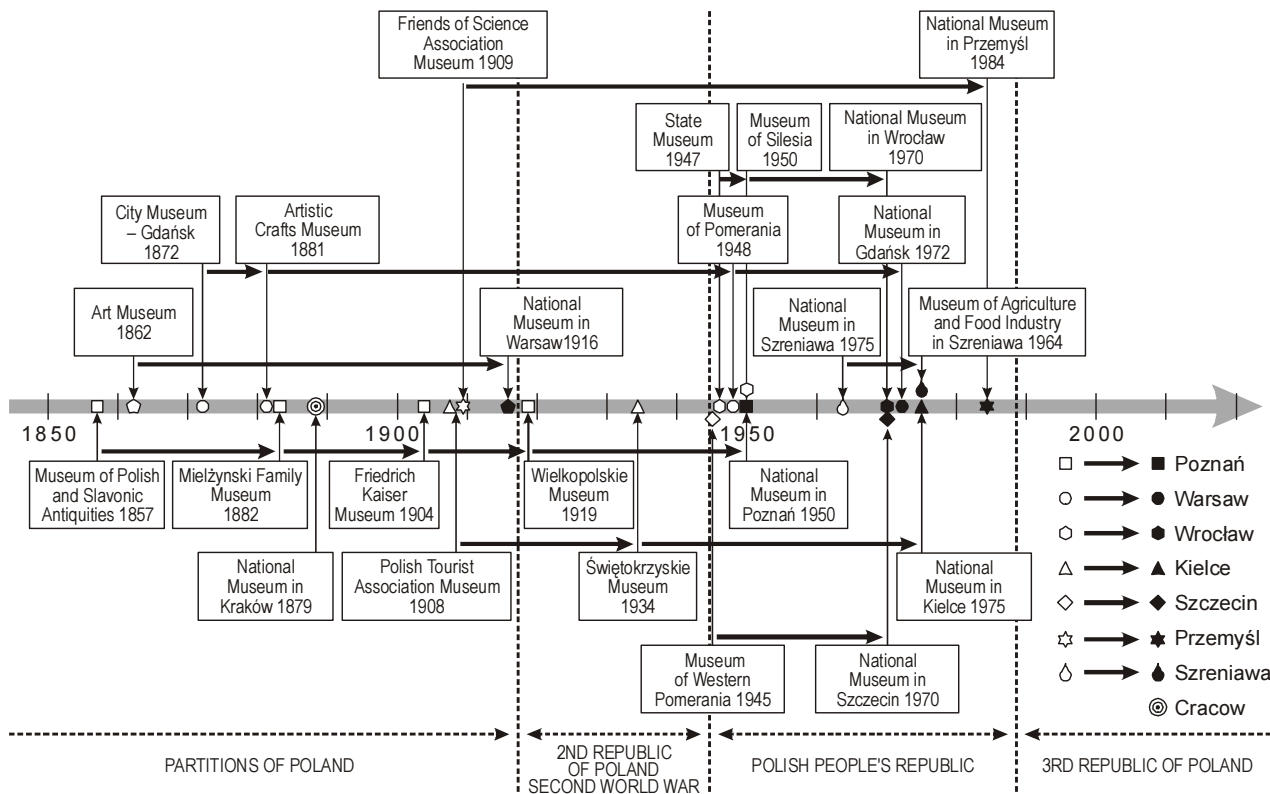 Friends of Science
Association
Museum 1909
National Museum
in Przemyśl
1984
State
Museum
1947
Museum
of Silesia
1950
National Museum
in Wrocław
1970
City Museum
– Gdańsk
1872
Artistic
Crafts Museum
1881
Museum
of Pomerania
1948
National
Museum in
Gdańsk 1972
Art Museum
1862
National
Museum in
Warsaw1916
National
Museum in
Szreniawa 1975
Museum of Agriculture
and Food Industry
in Szreniawa 1964
1850
1900
1950
2000
Museum of Polish
and Slavonic
Antiquities 1857
Mielżynski Family
Museum
1882
Friedrich
Kaiser
Museum 1904
Wielkopolskie
Museum
1919
National
Museum in
Poznań 1950
National
Museum in
Kraków 1879
Polish Tourist
Association Museum
1908
Świętokrzyskie
Museum
1934
National
Museum in
Kielce 1975
Museum
of Western
Pomerania 1945
National
Museum in
Szczecin 1970
Poznań
Warsaw
Wrocław
Kielce
Szczecin
Przemyśl
Szreniawa
Cracow
PARTITIONS OF POLAND
2ND REPUBLIC
OF POLAND
SECOND WORLD WAR
POLISH PEOPLE'S REPUBLIC
3RD REPUBLIC OF POLAND